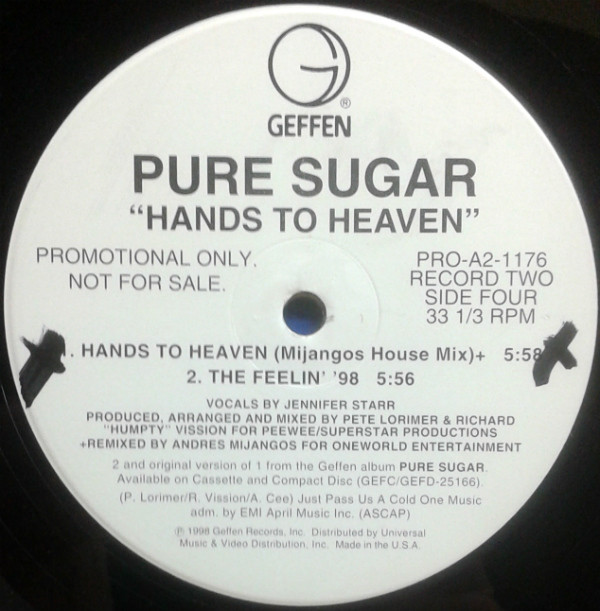 G
®
GEFFEN
PURE SUGAR
“HANDS TO HEAVEN”
PROMOTIONAL ONLY.
NOT FOR SALE.
PRO-A2-1176
RECORD TWO
SIDE FOUR
33 1/3 RPM
1. HANDS TO HEAVEN (Mijangos House Mix)+ 5:58
2. THE FEELIN' '98 5:56
VOCALS BY JENNIFER STARR
PRODUCED, ARRANGED AND MIXED BY PETE LORIMER & RICHARD
"HUMPTY" VISSION FOR PEEWEE/SUPERSTAR PRODUCTIONS
+REMIXED BY ANDRES MIJANGOS FOR ONEWORLD ENTERTAINMENT
2 and original version of 1 from the Geffen album PURE SUGAR.
Available on Cassette and Compact Disc (GEFC/GEFD-25166).
(P. Lorimer/R. Vission/A. Cee) Just Pass Us A Cold One Music
adm. by EMI April Music Inc. (ASCAP)
℗ 1998 Geffen Records, Inc. Distributed by Universal
Music & Video Distribution, Inc. Made in the U.S.A.